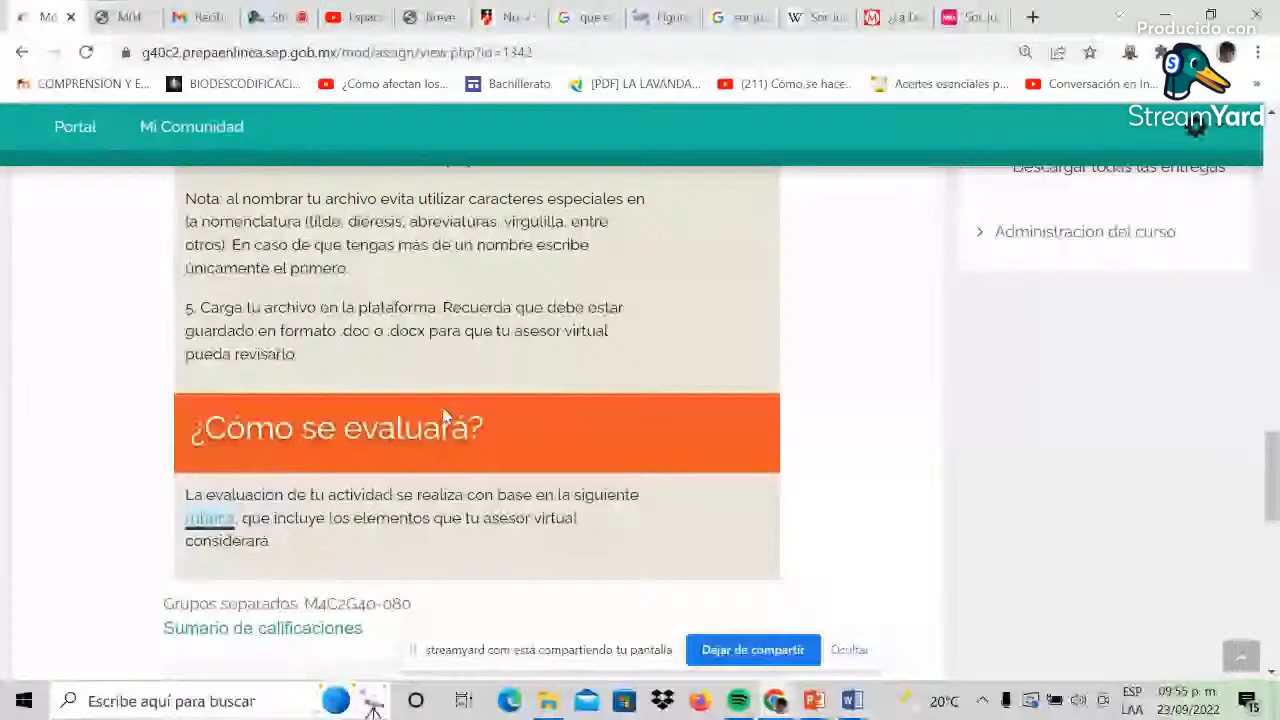 Producido con
StreamYard
Espac
Breve
g40c2.prepaenlinea.sep.gob.mx/mod/assign/view.php?id=1342
COMPRENSION Y E...
BIODESCODIFICACI...
¿Cómo afectan los...
Bachillerato
[PDF] LA LAVANDA...
(211) Cómo se hace...
Aceites esenciales p...
Conversación en In...
Portal
Mi Comunidad
Descargar todas las entregas
Administración del curso
Nota: al nombrar tu archivo evita utilizar caracteres especiales en
la nomenclatura (tilde, diéresis, abreviaturas, virgulilla, entre
otros). En caso de que tengas más de un nombre escribe
únicamente el primero.
5. Carga tu archivo en la plataforma. Recuerda que debe estar
guardado en formato .doc o .docx para que tu asesor virtual
pueda revisarlo.
¿Cómo se evaluará?
La evaluación de tu actividad se realiza con base en la siguiente
rúbrica, que incluye los elementos que tu asesor virtual
considerará.
Grupos separados: M4C2G40-080
Sumario de calificaciones
streamyard.com está compartiendo tu pantalla.
Dejar de compartir
Ocultar
Escribe aquí para buscar
20°C
ESP
LAA
09:55 p. m.
23/09/2022
15